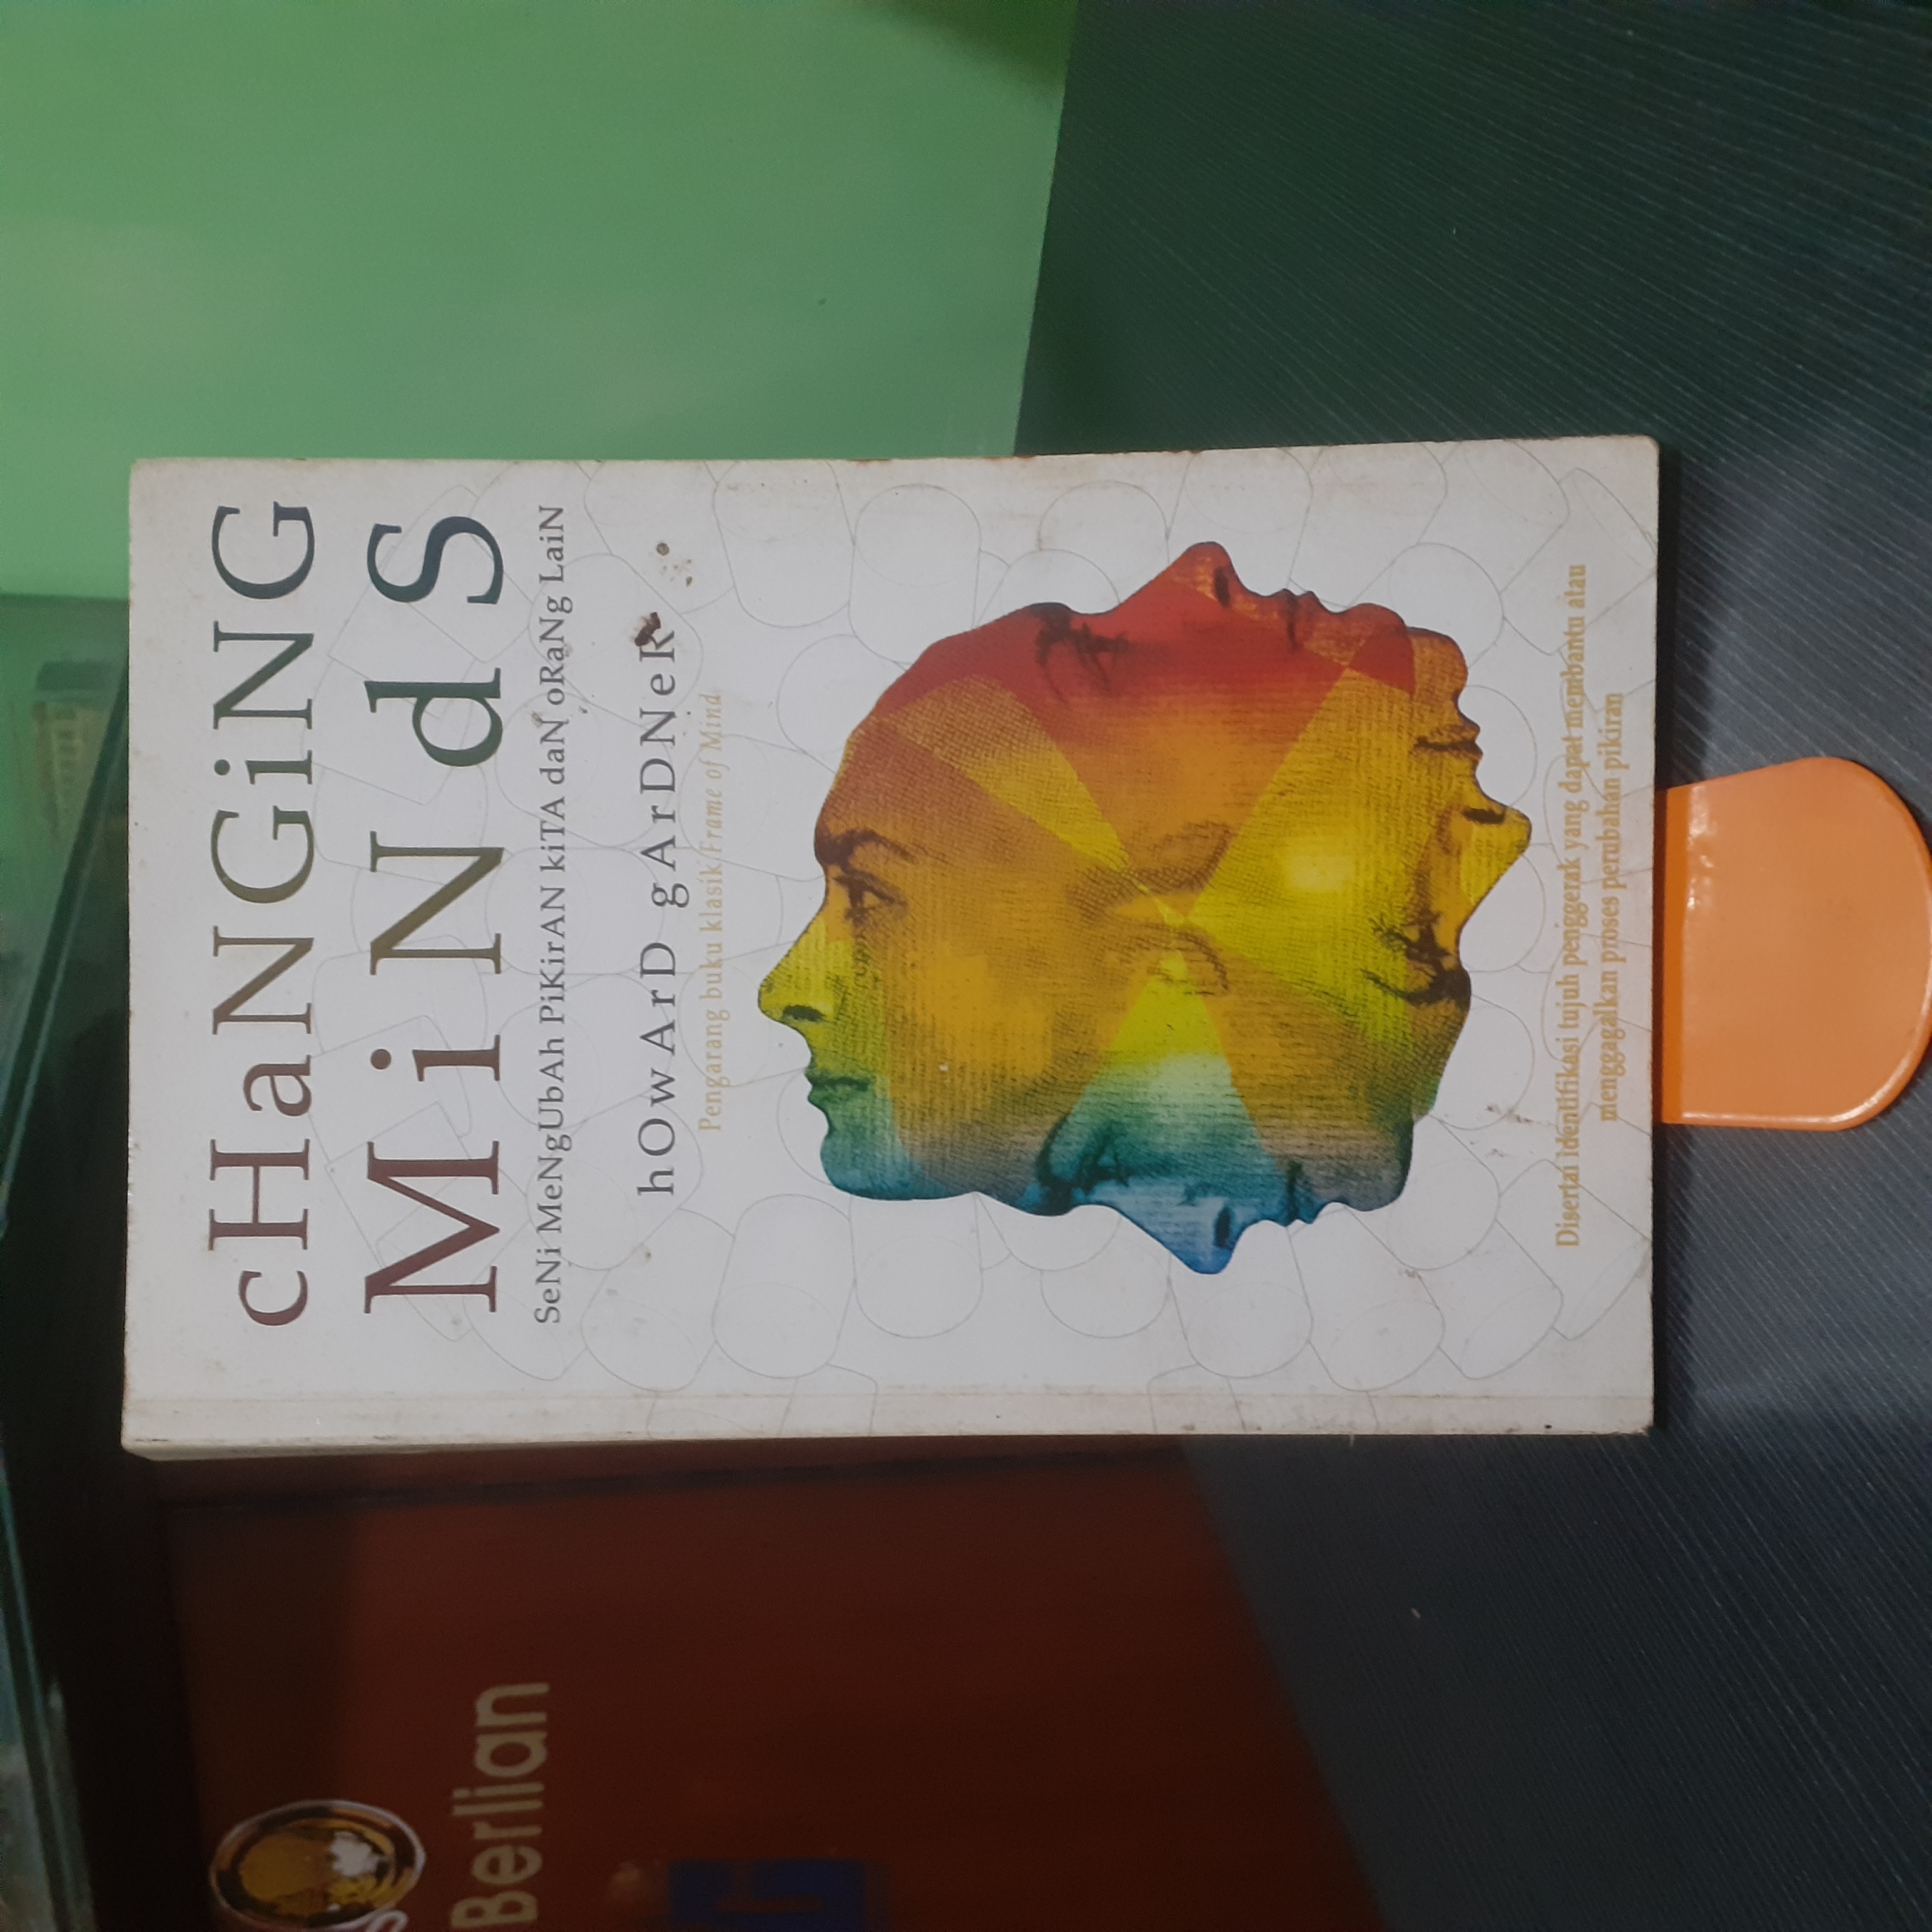 cHaNGiNG
MiNdS
SeNi MeNgUbAh PiKirAN kiTA daN oRaNg LaiN
hOwArD gArDNeR
Pengarang buku klasik Frame of Mind
Disertai identifikasi tujuh penggerak yang dapat membantu atau
menggagalkan proses perubahan pikiran
Berlian